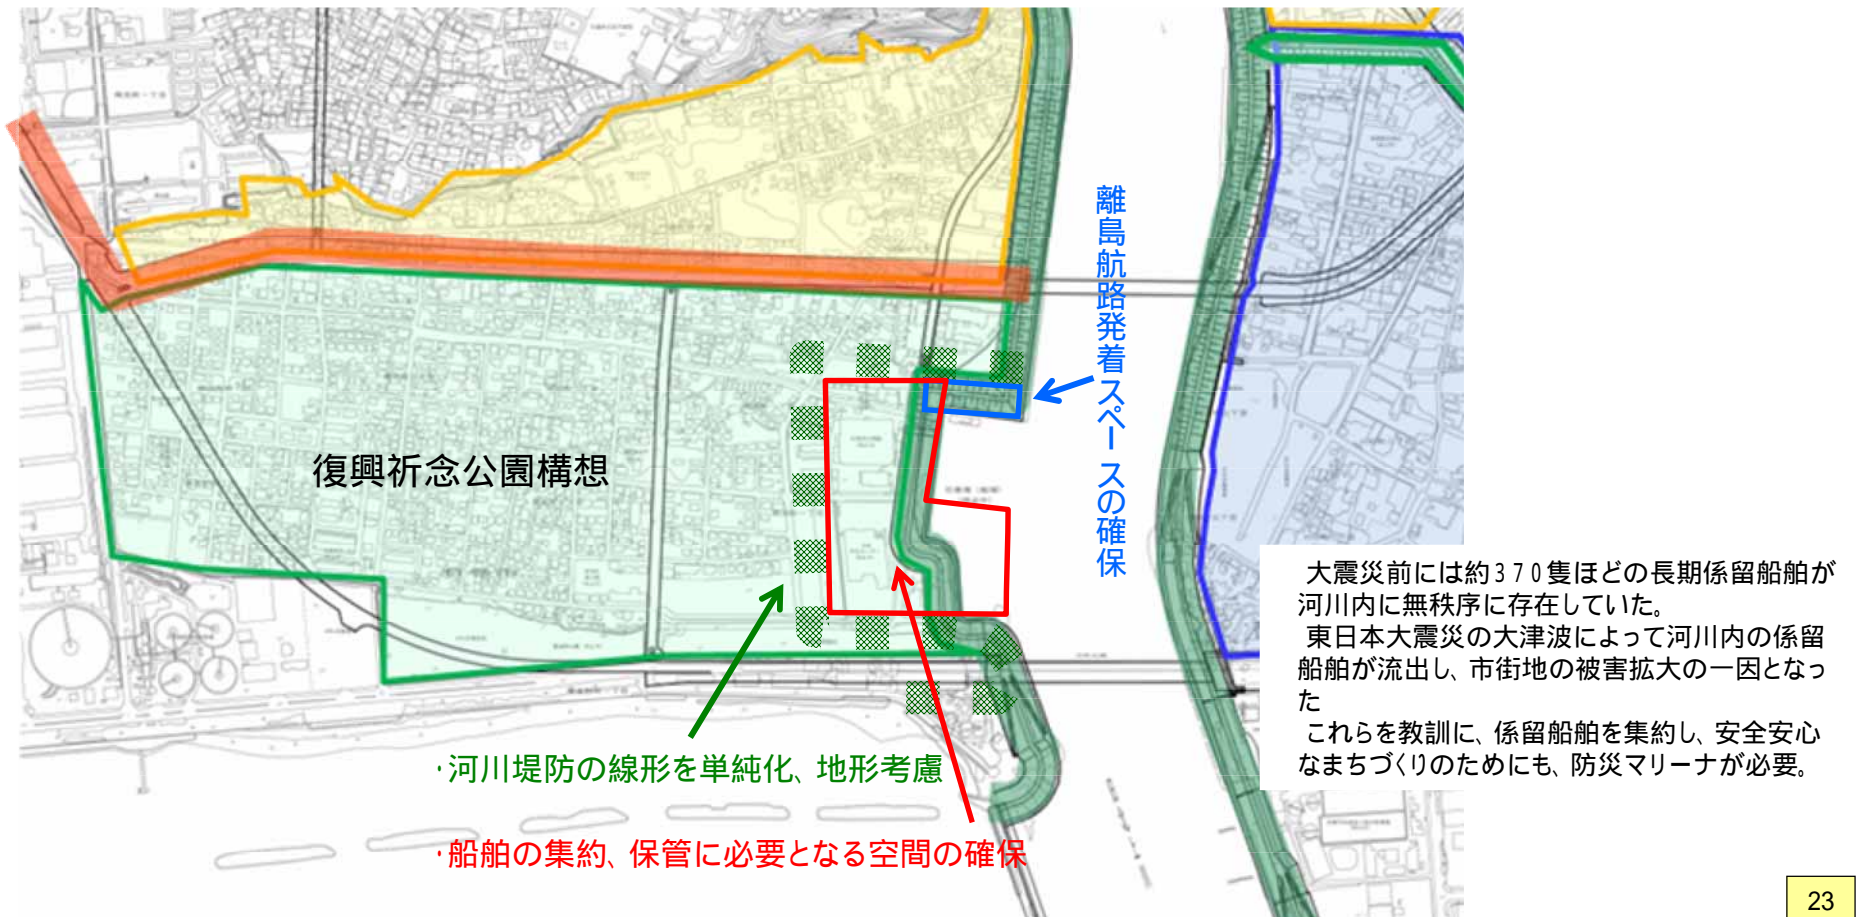 離島航路発着スペースの確保
復興祈念公園構想
・河川堤防の線形を単純化、地形考慮
・船舶の集約、保管に必要となる空間の確保
大震災前には約370隻ほどの長期係留船舶が
河川内に無秩序に存在していた。
東日本大震災の大津波によって河川内の係留
船舶が流出し、市街地の被害拡大の一因となっ
た
これらを教訓に、係留船舶を集約し、安全安心
なまちづくりのためにも、防災マリーナが必要。
23